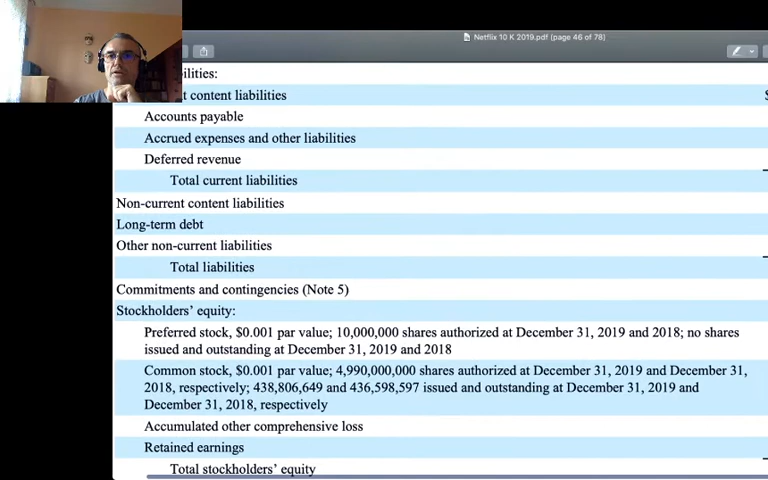 Netflix 10 K 2019.pdf (page 46 of 78)
ilities:
t content liabilities
Accounts payable
Accrued expenses and other liabilities
Deferred revenue
Total current liabilities
Non-current content liabilities
Long-term debt
Other non-current liabilities
Total liabilities
Commitments and contingencies (Note 5)
Stockholders’ equity:
Preferred stock, $0.001 par value; 10,000,000 shares authorized at December 31, 2019 and 2018; no shares
issued and outstanding at December 31, 2019 and 2018
Common stock, $0.001 par value; 4,990,000,000 shares authorized at December 31, 2019 and December 31,
2018, respectively; 438,806,649 and 436,598,597 issued and outstanding at December 31, 2019 and
December 31, 2018, respectively
Accumulated other comprehensive loss
Retained earnings
Total stockholders’ equity